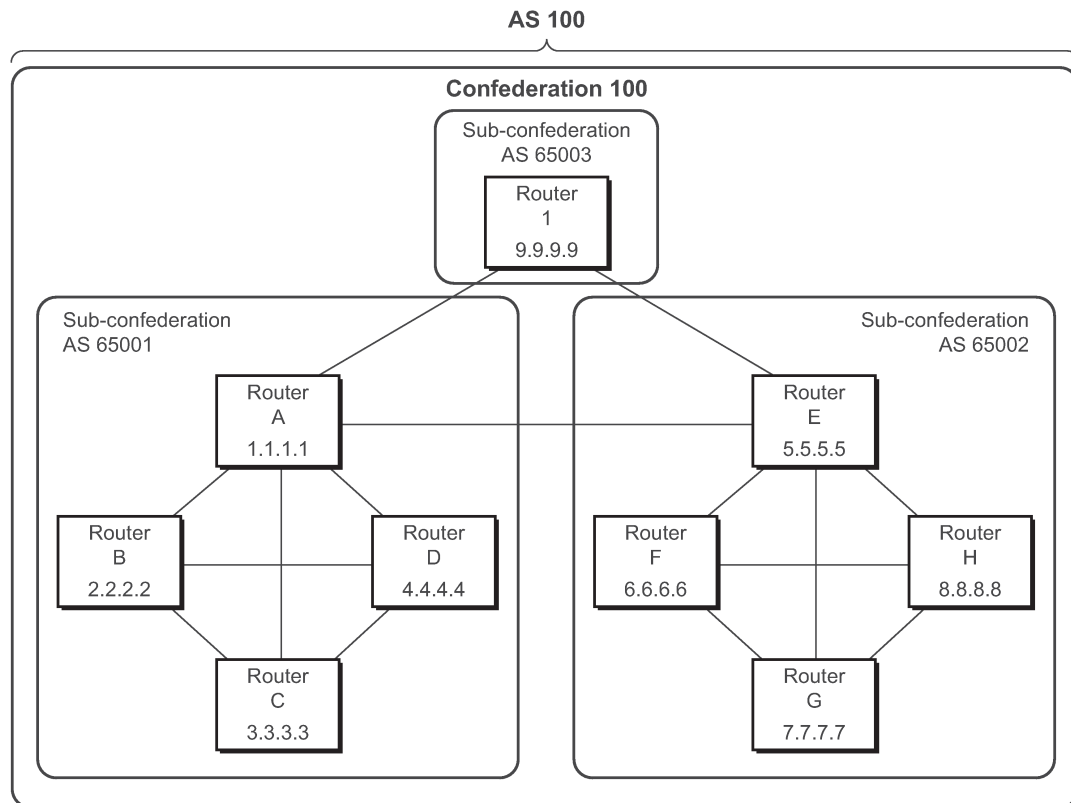 AS 100
Confederation 100
Sub-confederation
AS 65003
Router
1
9.9.9.9
Sub-confederation
AS 65001
Sub-confederation
AS 65002
Router
A
1.1.1.1
Router
E
5.5.5.5
Router
B
2.2.2.2
Router
D
4.4.4.4
Router
F
6.6.6.6
Router
H
8.8.8.8
Router
C
3.3.3.3
Router
G
7.7.7.7